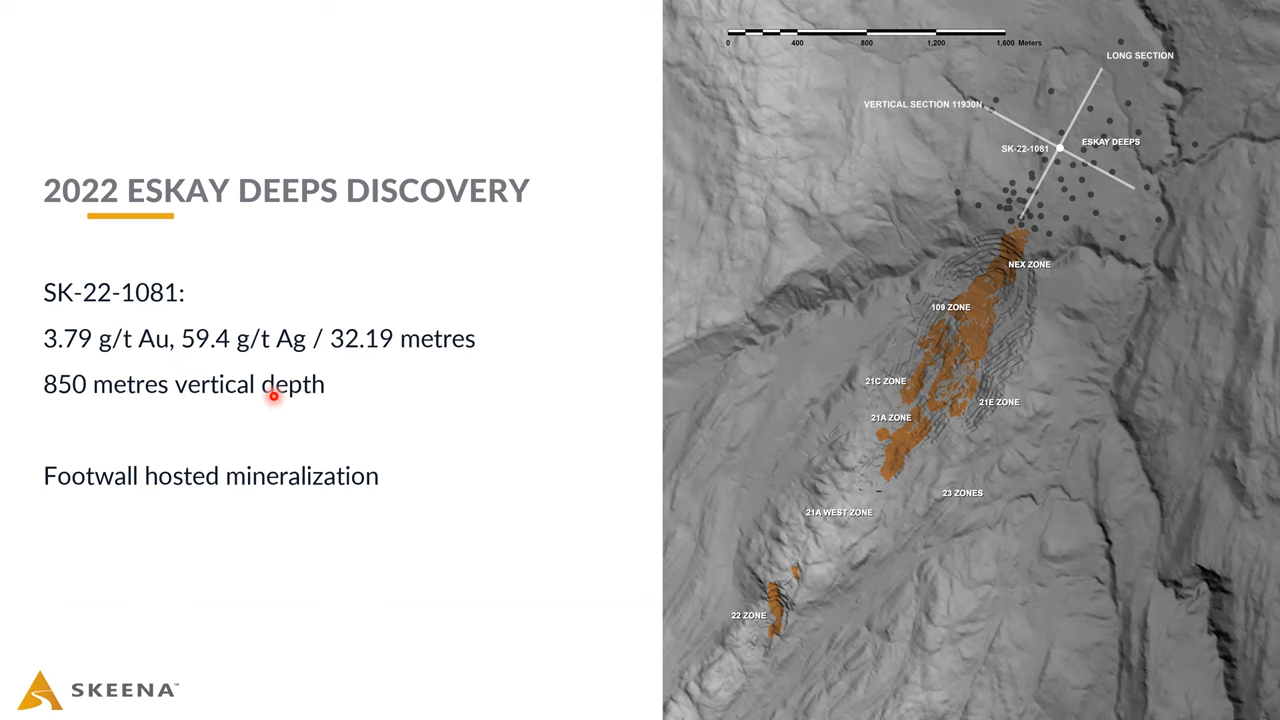 2022 ESKAY DEEPS DISCOVERY
SK-22-1081:
3.79 g/t Au, 59.4 g/t Ag / 32.19 metres
850 metres vertical depth
Footwall hosted mineralization
SKEENA™
0 400 800 1,200 1,600 Meters
LONG SECTION
VERTICAL SECTION 11930N
ESKAY DEEPS
SK-22-1081
NEX ZONE
109 ZONE
21C ZONE
21E ZONE
21A ZONE
23 ZONES
21A WEST ZONE
22 ZONE